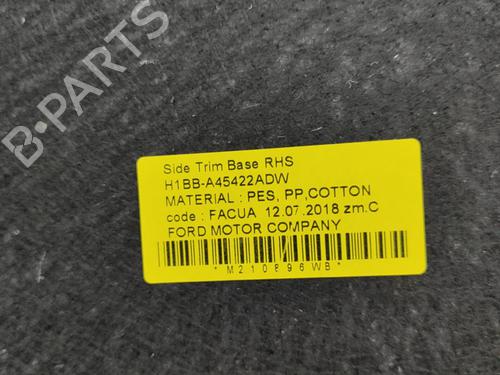 B-PARTS
Side Trim Base RHS
H1BB-A45422ADW
MATERIAL : PES, PP,COTTON
code : FACUA 12.07.2018 zm.C
FORD MOTOR COMPANY
*M210896WB*